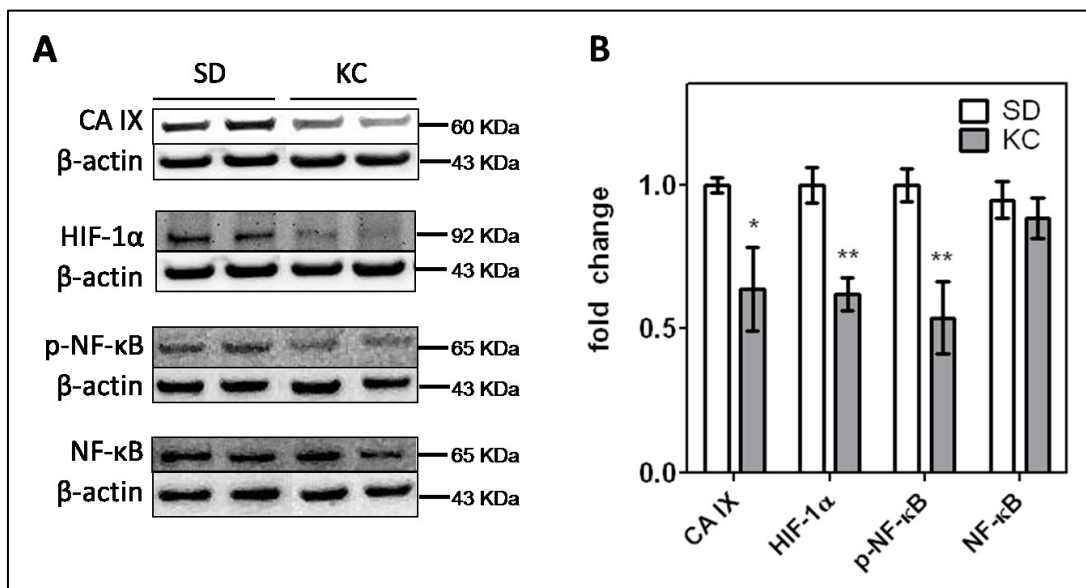 A
SD KC
CA IX 60 KDa
β-actin 43 KDa
HIF-1α 92 KDa
β-actin 43 KDa
p-NF-κB 65 KDa
β-actin 43 KDa
NF-κB 65 KDa
β-actin 43 KDa
B
SD
KC
fold change
1.0
0.5
0.0
*
**
**
CA IX
HIF-1α
p-NF-κB
NF-κB